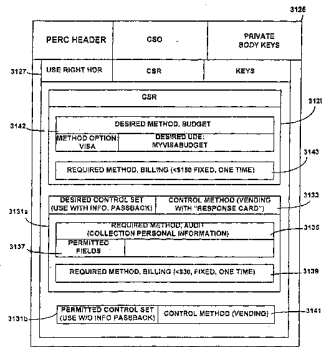 3125
PERC HEADER
CSO
PRIVATE
BODY KEYS
3127
USE RIGHT HDR
CSR
KEYS
CSR
3129
3142
DESIRED METHOD, BUDGET
METHOD OPTION:
VISA
DESIRED UDE:
MYVISABUDGET
3143
REQUIRED METHOD, BILLING (<$150 FIXED, ONE TIME)
3133
DESIRED CONTROL SET
(USE WITH INFO. PASSBACK)
CONTROL METHOD (VENDING
WITH "RESPONSE CARD")
3131a
REQUIRED METHOD, AUDIT
(COLLECTION PERSONAL INFORMATION)
3135
3137
PERMITTED
FIELDS
REQUIRED METHOD, BILLING (<$30, FIXED, ONE TIME)
3139
PERMITTED CONTROL SET
(USE W/O INFO PASSBACK)
CONTROL METHOD (VENDING)
3141
3131b